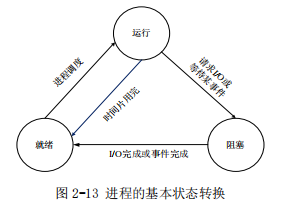 运行
进程调度
请求I/O或
等待某事件
时间片用完
就绪
阻塞
I/O完成或事件完成
图 2-13 进程的基本状态转换